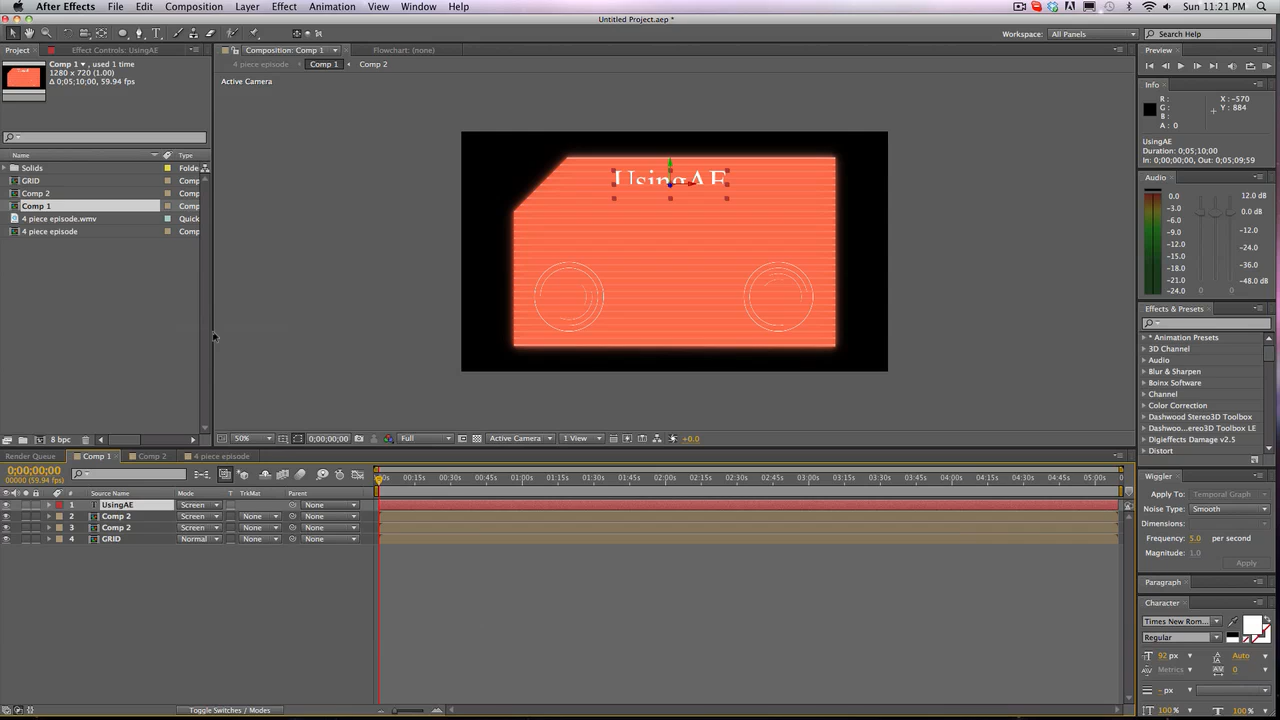 After Effects File Edit Composition Layer Effect Animation View Window Help Sun 11:21 PM
Untitled Project.aep *
Workspace: All Panels Search Help
Project Effect Controls: UsingAE Composition: Comp 1 Flowchart: (none) Preview
Comp 1, used 1 time
1280 x 720 (1.00)
Δ 0;05;10;00, 59.94 fps
4 piece episode Comp 1 Comp 2
Active Camera
Info
R :
G :
B :
A : 0
X : -570
Y : 884
UsingAE
Duration: 0;05;10;00
In: 0;00;00;00, Out: 0;05;09;59
Name Type
Solids Folde
GRID Comp
Comp 2 Comp
Comp 1 Comp
4 piece episode.wmv Quick
4 piece episode Comp
UsingAE
Audio
0.0
-3.0
-6.0
-9.0
-12.0
-15.0
-18.0
-21.0
-24.0
12.0 dB
0.0 dB
-12.0
-24.0
-36.0
-48.0 dB
0 0
Effects & Presets
* Animation Presets
3D Channel
Audio
Blur & Sharpen
Boinx Software
Channel
Color Correction
Dashwood Stereo3D Toolbox
Dashwood...ereo3D Toolbox LE
Digieffects Damage v2.5
Distort
8 bpc
50% 0;00;00;00 Full Active Camera 1 View +0.0
Render Queue Comp 1 Comp 2 4 piece episode
0;00;00;00
00000 (59.94 fps)
00:15s 00:30s 00:45s 01:00s 01:15s 01:30s 01:45s 02:00s 02:15s 02:30s 02:45s 03:00s 03:15s 03:30s 03:45s 04:00s 04:15s 04:30s 04:45s 05:00s
# Source Name Mode T TrkMat Parent
1 T UsingAE Screen None
2 Comp 2 Screen None None
3 Comp 2 Screen None None
4 GRID Normal None None
Toggle Switches / Modes
Wiggler
Apply To: Temporal Graph
Noise Type: Smooth
Dimensions:
Frequency: 5.0 per second
Magnitude: 1.0
Apply
Paragraph
Character
Times New Rom...
Regular
92 px Auto
Metrics 0
- px
100% 100%